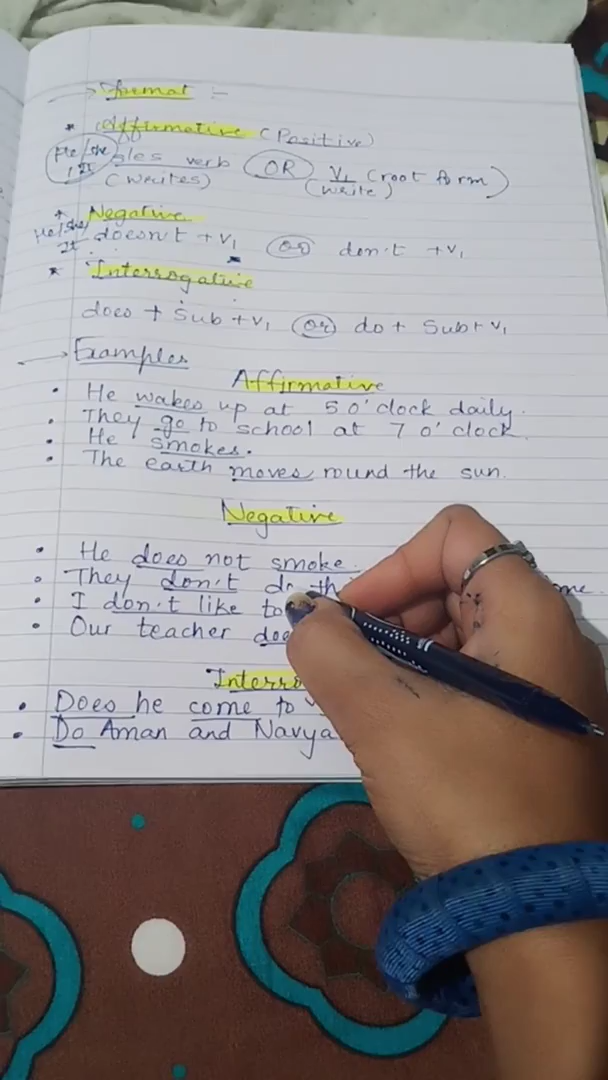 → Format :-
* Affirmative (Positive)
He/she s/es verb OR V1 (root form)
It (writes) (write)
* Negative
He/she doesn't + V1 or don't + V1
It
* Interrogative
does + Sub + V1 or do + Sub + V1
→ Examples
Affirmative
• He wakes up at 5 o'clock daily.
• They go to school at 7 o'clock.
• He smokes.
• The earth moves round the sun.
Negative
• He does not smoke.
• They don't do
• I don't like to
• Our teacher
• Does he come to
• Do Aman and Navya